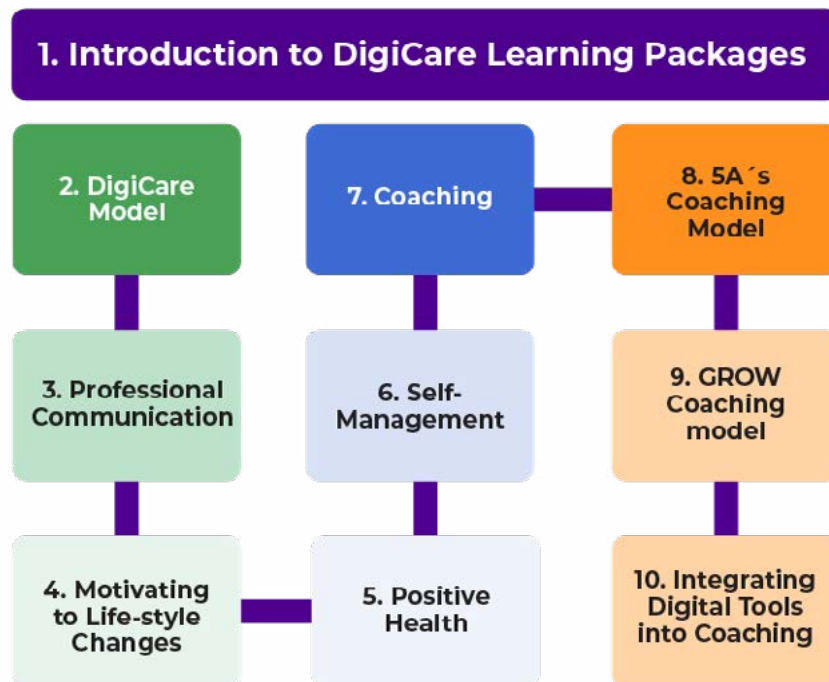 1. Introduction to DigiCare Learning Packages
2. DigiCare
Model
3. Professional
Communication
4. Motivating
to Life-style
Changes
5. Positive
Health
6. Self-
Management
7. Coaching
8. 5A´s
Coaching
Model
9. GROW
Coaching
model
10. Integrating
Digital Tools
into Coaching